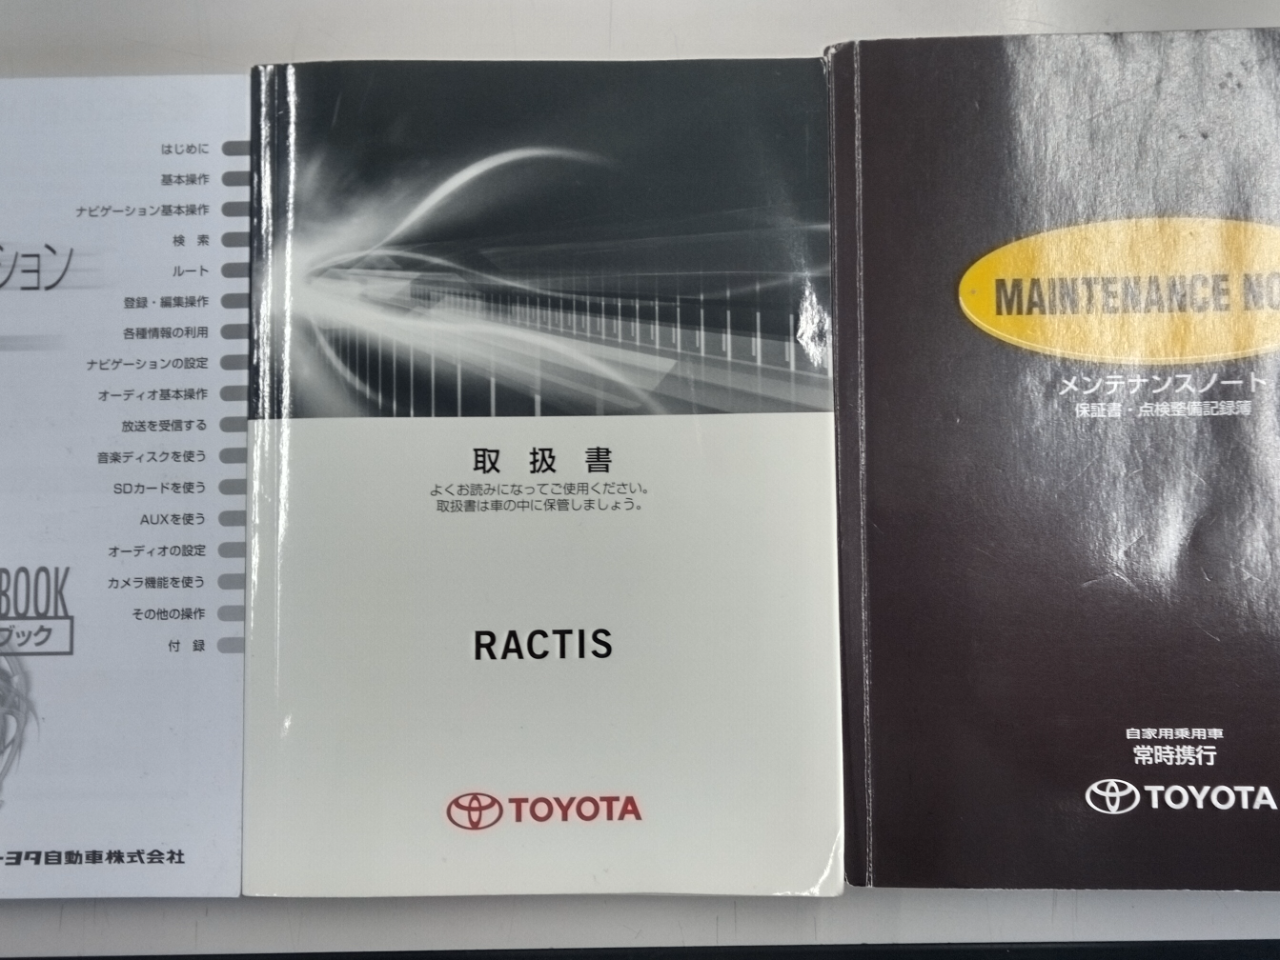 はじめに
基本操作
ナビゲーション基本操作
検 索
ルート
登録・編集操作
各種情報の利用
ナビゲーションの設定
オーディオ基本操作
放送を受信する
音楽ディスクを使う
SDカードを使う
AUXを使う
オーディオの設定
カメラ機能を使う
その他の操作
付 録
ション
BOOK
ブック
ヨタ自動車株式会社
取 扱 書
よくお読みになってご使用ください。
取扱書は車の中に保管しましょう。
RACTIS
TOYOTA
MAINTENANCE NO
メンテナンスノート
保証書・点検整備記録簿
自家用乗用車
常時携行
TOYOTA